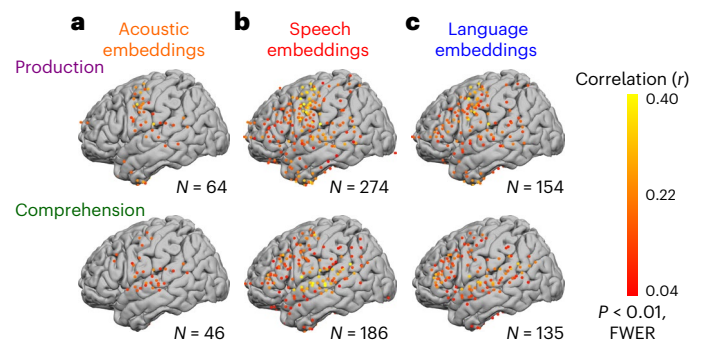 a Acoustic embeddings
b Speech embeddings
c Language embeddings
Production
N = 64
N = 274
N = 154
Comprehension
N = 46
N = 186
N = 135
Correlation (r)
0.40
0.22
0.04
P < 0.01,
FWER